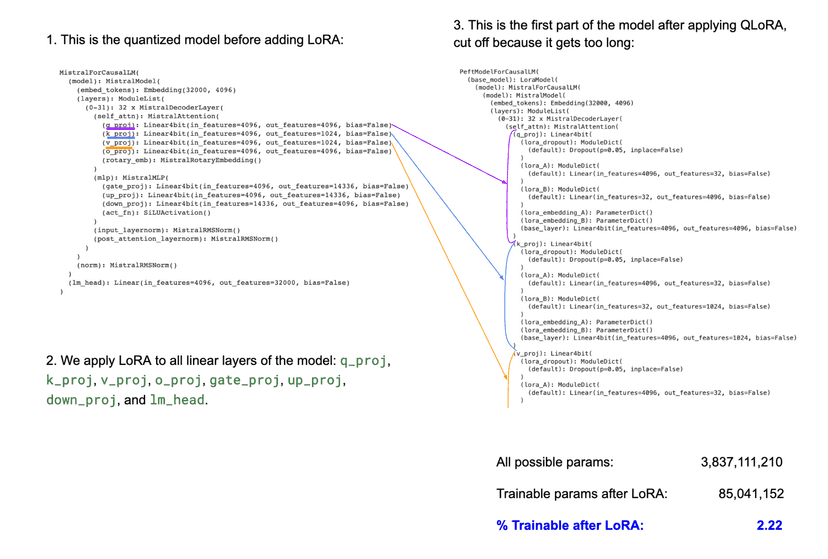 1. This is the quantized model before adding LoRA:
MistralForCausalLM(
(model): MistralModel(
(embed_tokens): Embedding(32000, 4096)
(layers): ModuleList(
(0-31): 32 x MistralDecoderLayer(
(self_attn): MistralAttention(
(q_proj): Linear4bit(in_features=4096, out_features=4096, bias=False)
(k_proj): Linear4bit(in_features=4096, out_features=1024, bias=False)
(v_proj): Linear4bit(in_features=4096, out_features=1024, bias=False)
(o_proj): Linear4bit(in_features=4096, out_features=4096, bias=False)
(rotary_emb): MistralRotaryEmbedding()
)
(mlp): MistralMLP(
(gate_proj): Linear4bit(in_features=4096, out_features=14336, bias=False)
(up_proj): Linear4bit(in_features=4096, out_features=14336, bias=False)
(down_proj): Linear4bit(in_features=14336, out_features=4096, bias=False)
(act_fn): SiLUActivation()
)
(input_layernorm): MistralRMSNorm()
(post_attention_layernorm): MistralRMSNorm()
)
)
(norm): MistralRMSNorm()
)
(lm_head): Linear(in_features=4096, out_features=32000, bias=False)
)
2. We apply LoRA to all linear layers of the model: q_proj,
k_proj, v_proj, o_proj, gate_proj, up_proj,
down_proj, and lm_head.
3. This is the first part of the model after applying QLoRA,
cut off because it gets too long:
PeftModelForCausalLM(
(base_model): LoraModel(
(model): MistralForCausalLM(
(model): MistralModel(
(embed_tokens): Embedding(32000, 4096)
(layers): ModuleList(
(0-31): 32 x MistralDecoderLayer(
(self_attn): MistralAttention(
(q_proj): Linear4bit(
(lora_dropout): ModuleDict(
(default): Dropout(p=0.05, inplace=False)
)
(lora_A): ModuleDict(
(default): Linear(in_features=4096, out_features=32, bias=False)
)
(lora_B): ModuleDict(
(default): Linear(in_features=32, out_features=4096, bias=False)
)
(lora_embedding_A): ParameterDict()
(lora_embedding_B): ParameterDict()
(base_layer): Linear4bit(in_features=4096, out_features=4096, bias=False)
)
(k_proj): Linear4bit(
(lora_dropout): ModuleDict(
(default): Dropout(p=0.05, inplace=False)
)
(lora_A): ModuleDict(
(default): Linear(in_features=4096, out_features=32, bias=False)
)
(lora_B): ModuleDict(
(default): Linear(in_features=32, out_features=1024, bias=False)
)
(lora_embedding_A): ParameterDict()
(lora_embedding_B): ParameterDict()
(base_layer): Linear4bit(in_features=4096, out_features=1024, bias=False)
)
(v_proj): Linear4bit(
(lora_dropout): ModuleDict(
(default): Dropout(p=0.05, inplace=False)
)
(lora_A): ModuleDict(
(default): Linear(in_features=4096, out_features=32, bias=False)
)
All possible params: 3,837,111,210
Trainable params after LoRA: 85,041,152
% Trainable after LoRA: 2.22